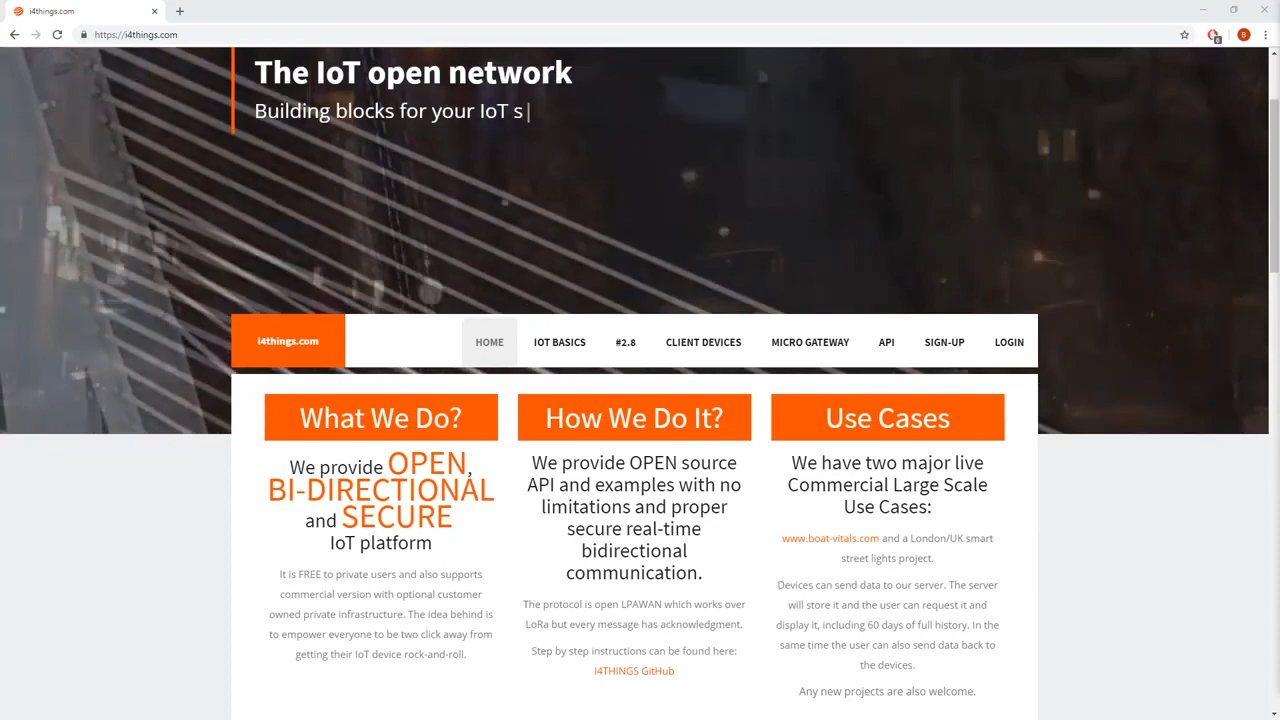 i4things.com
https://i4things.com
6
B
The IoT open network
Building blocks for your IoT s|
i4things.com
HOME
IOT BASICS
#2.8
CLIENT DEVICES
MICRO GATEWAY
API
SIGN-UP
LOGIN
What We Do?
We provide OPEN,
BI-DIRECTIONAL
and SECURE
IoT platform
It is FREE to private users and also supports
commercial version with optional customer
owned private infrastructure. The idea behind is
to empower everyone to be two click away from
getting their IoT device rock-and-roll.
How We Do It?
We provide OPEN source
API and examples with no
limitations and proper
secure real-time
bidirectional
communication.
The protocol is open LPAWAN which works over
LoRa but every message has acknowledgment.
Step by step instructions can be found here:
I4THINGS GitHub
Use Cases
We have two major live
Commercial Large Scale
Use Cases:
www.boat-vitals.com and a London/UK smart
street lights project.
Devices can send data to our server. The server
will store it and the user can request it and
display it, including 60 days of full history. In the
same time the user can also send data back to
the devices.
Any new projects are also welcome.